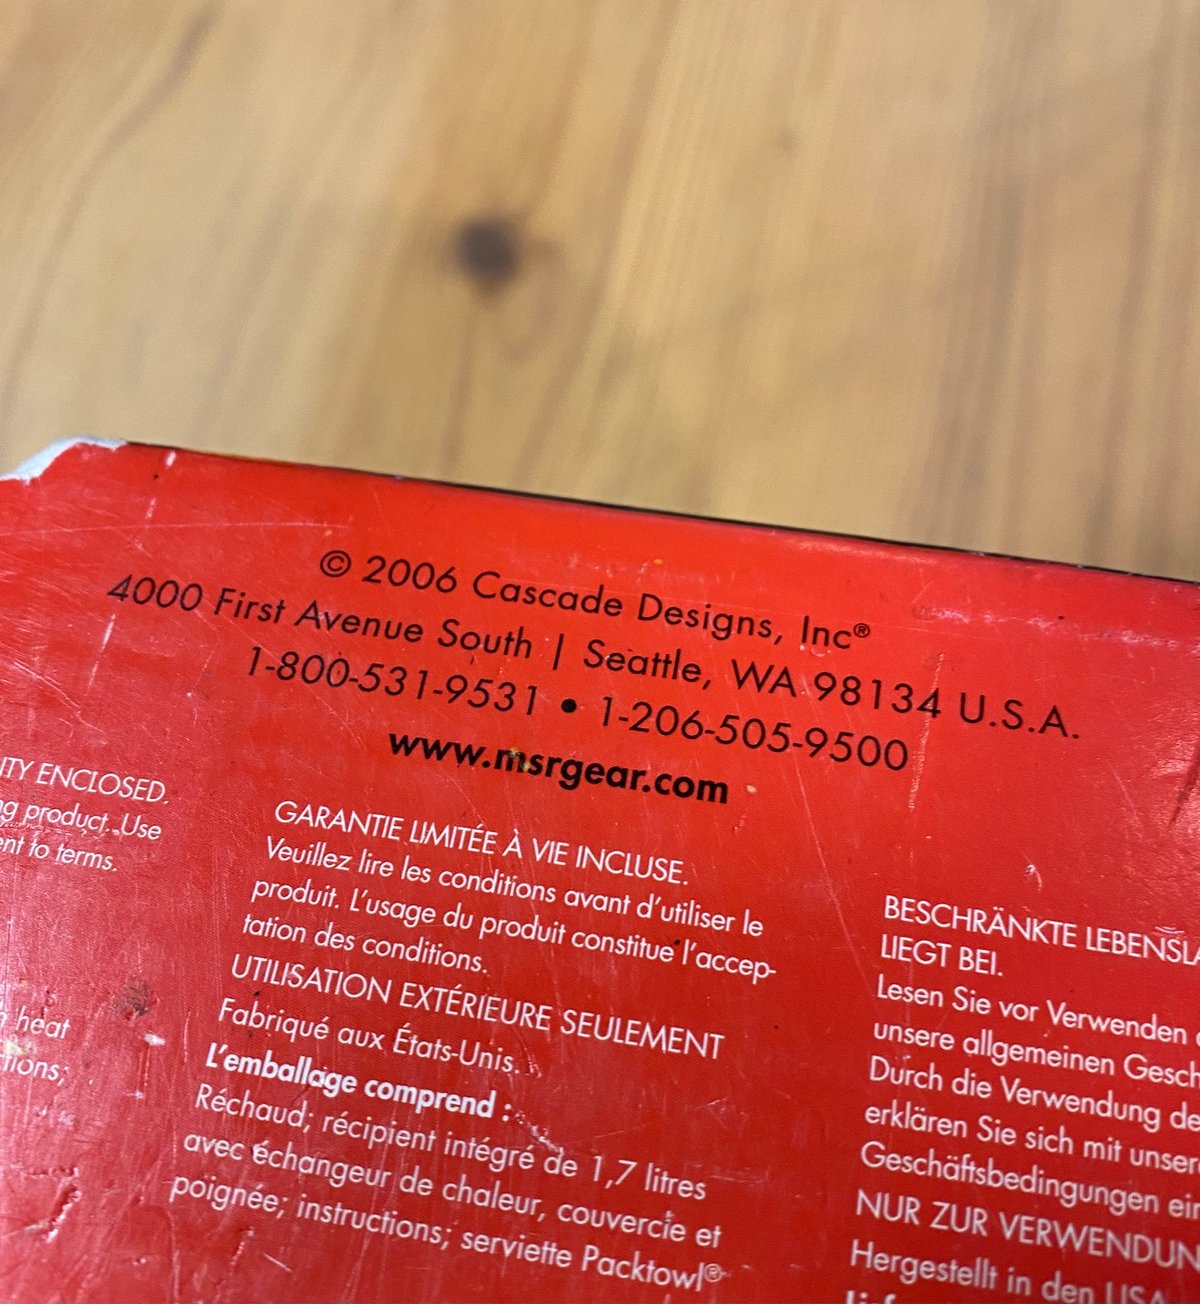 © 2006 Cascade Designs, Inc®
4000 First Avenue South | Seattle, WA 98134 U.S.A.
1-800-531-9531 • 1-206-505-9500
www.msrgear.com
ENCLOSED.
product. Use
to terms.
heat
GARANTIE LIMITÉE À VIE INCLUSE.
Veuillez lire les conditions avant d'utiliser le
produit. L'usage du produit constitue l'accep-
tation des conditions.
UTILISATION EXTÉRIEURE SEULEMENT
Fabriqué aux États-Unis.
L'emballage comprend :
Réchaud; récipient intégré de 1,7 litres
avec échangeur de chaleur, couvercle et
poignée; instructions; serviette Packtowl®
BESCHRÄNKTE
LIEGT BEI.
Lesen Sie vor Verwenden
unsere allgemeinen
Durch die Verwendung
erklären Sie sich mit
Geschäftsbedingungen
NUR ZUR
Hergestellt in den USA